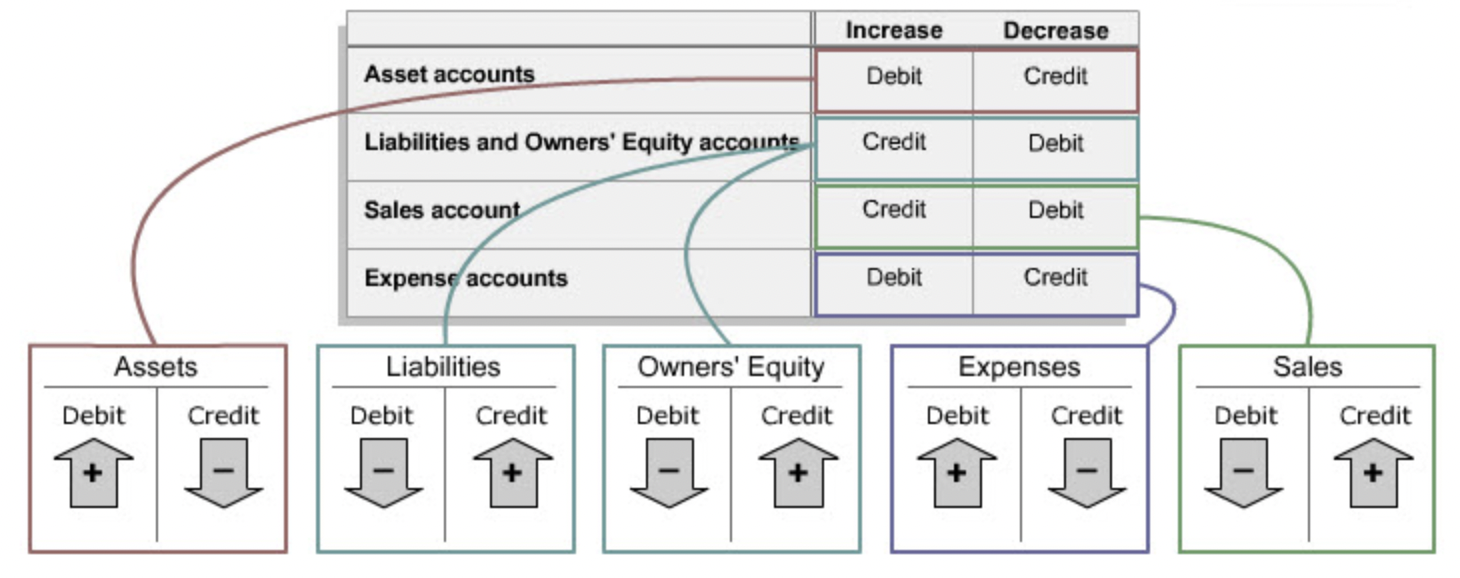 Increase Decrease
Asset accounts Debit Credit
Liabilities and Owners' Equity accounts Credit Debit
Sales account Credit Debit
Expense accounts Debit Credit
Assets Liabilities Owners' Equity Expenses Sales
Debit Credit Debit Credit Debit Credit Debit Credit Debit Credit
+ − − + − + + − − +